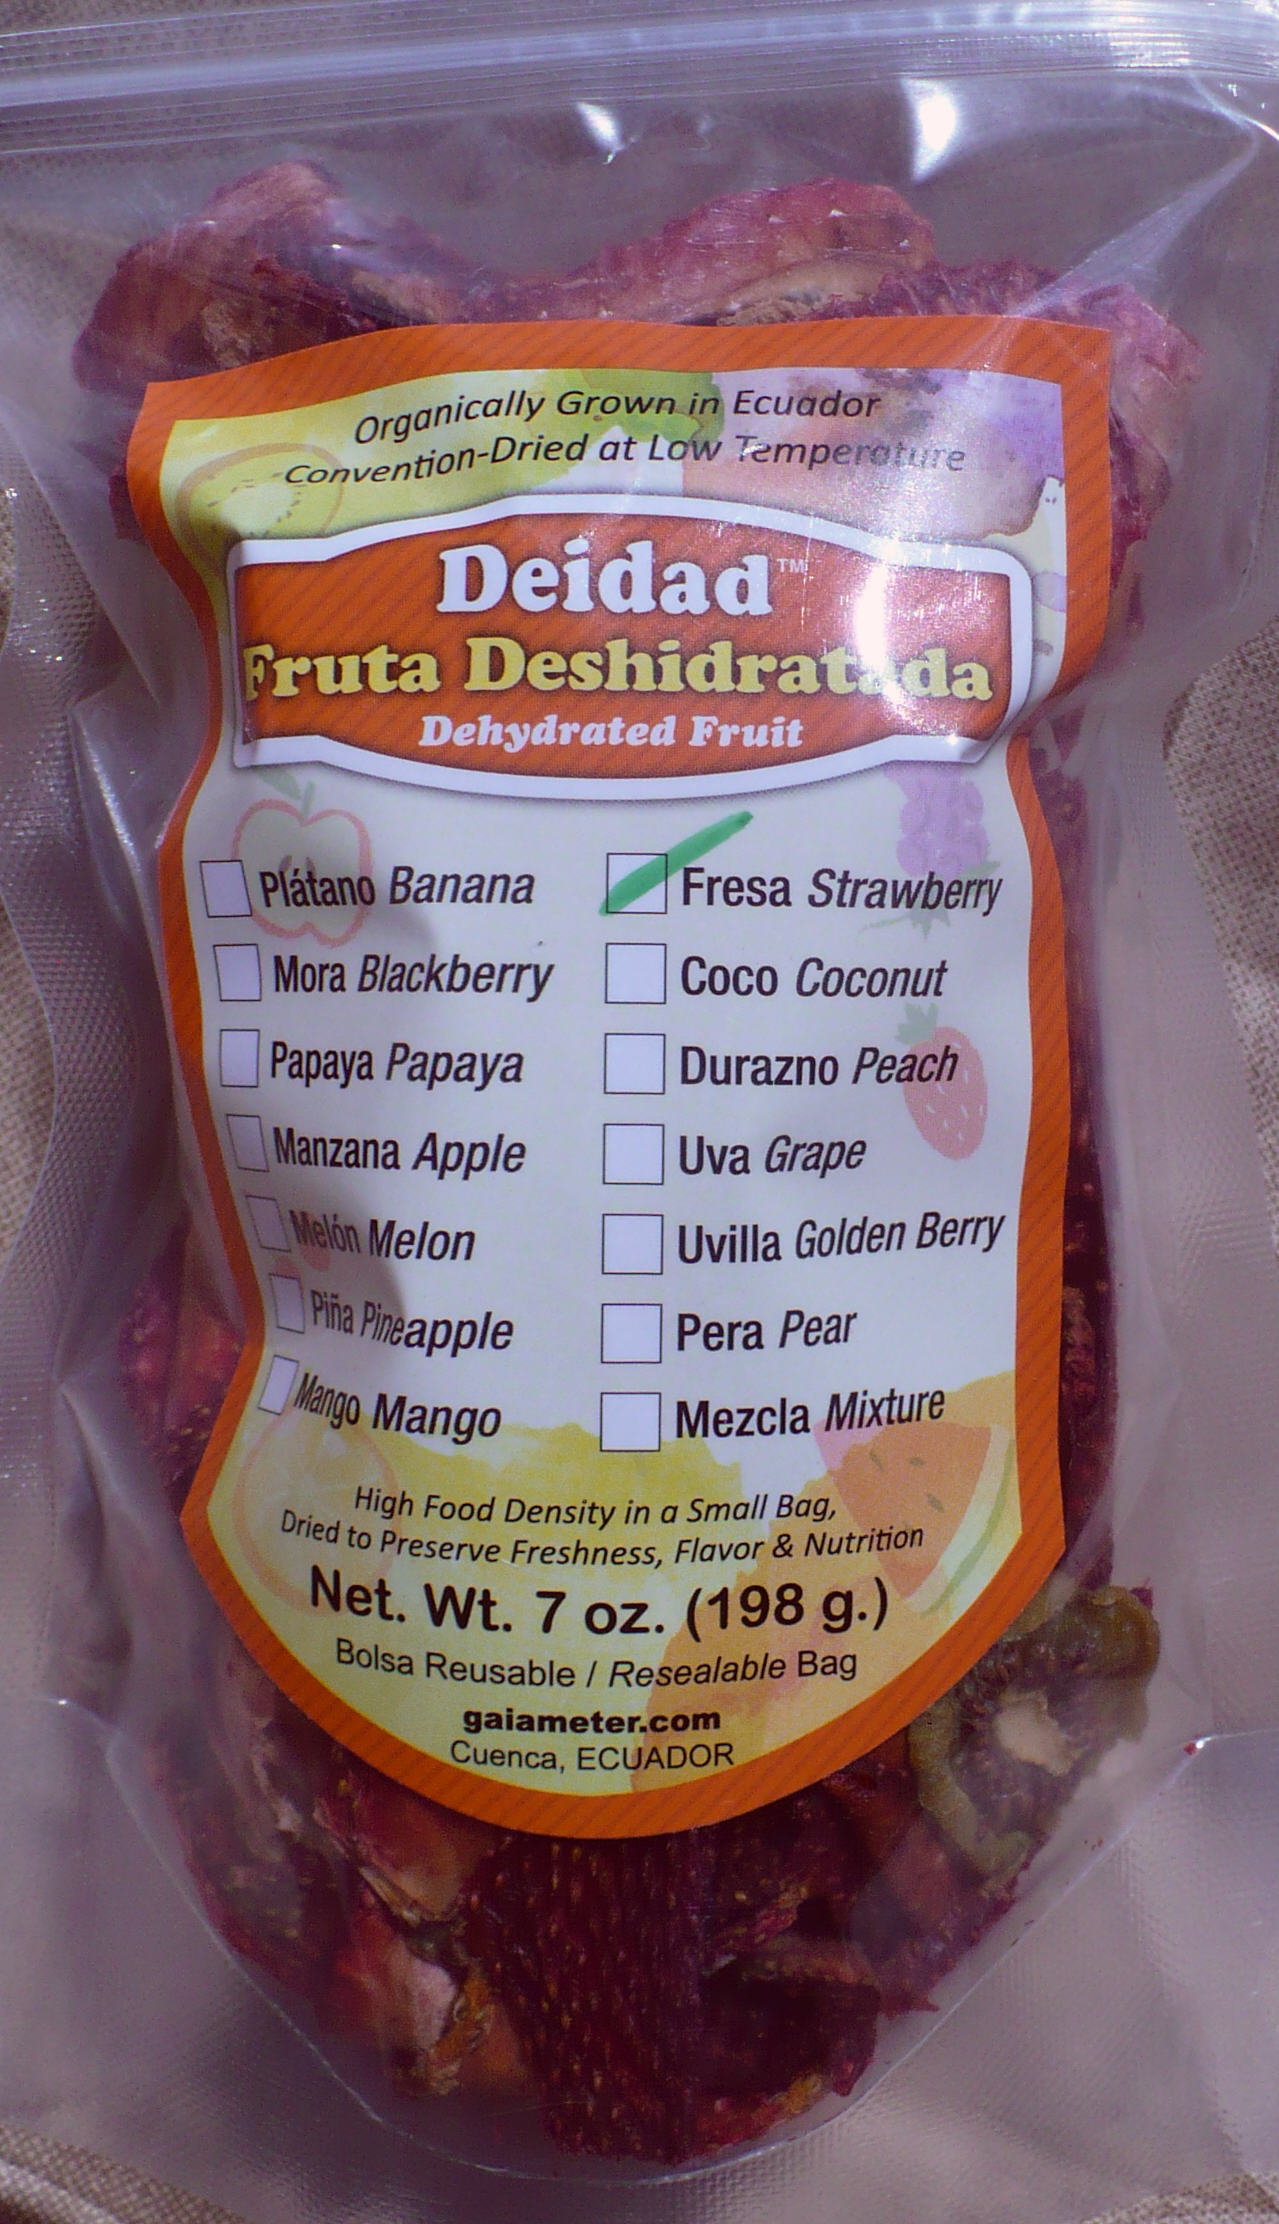 Organically Grown in Ecuador
Convention-Dried at Low Temperature
Deidad™
Fruta Deshidratada
Dehydrated Fruit
Plátano Banana
Mora Blackberry
Papaya Papaya
Manzana Apple
Melón Melon
Piña Pineapple
Mango Mango
Fresa Strawberry
Coco Coconut
Durazno Peach
Uva Grape
Uvilla Golden Berry
Pera Pear
Mezcla Mixture
High Food Density in a Small Bag,
Dried to Preserve Freshness, Flavor & Nutrition
Net. Wt. 7 oz. (198 g.)
Bolsa Reusable / Resealable Bag
gaiameter.com
Cuenca, ECUADOR